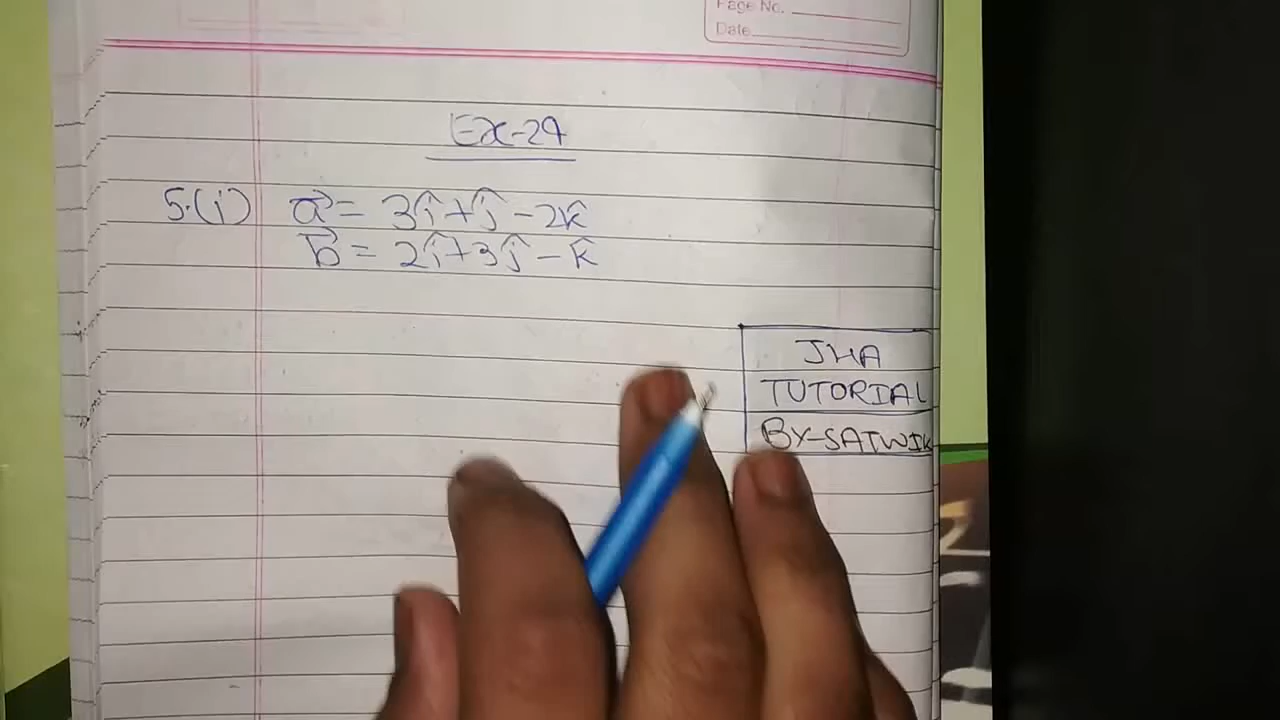 Page No.
Date
Ex-24
5.(i) a⃗ = 3î+ĵ-2k̂
b⃗ = 2î+3ĵ-k̂
JHA
TUTORIAL
BY-SATWIK